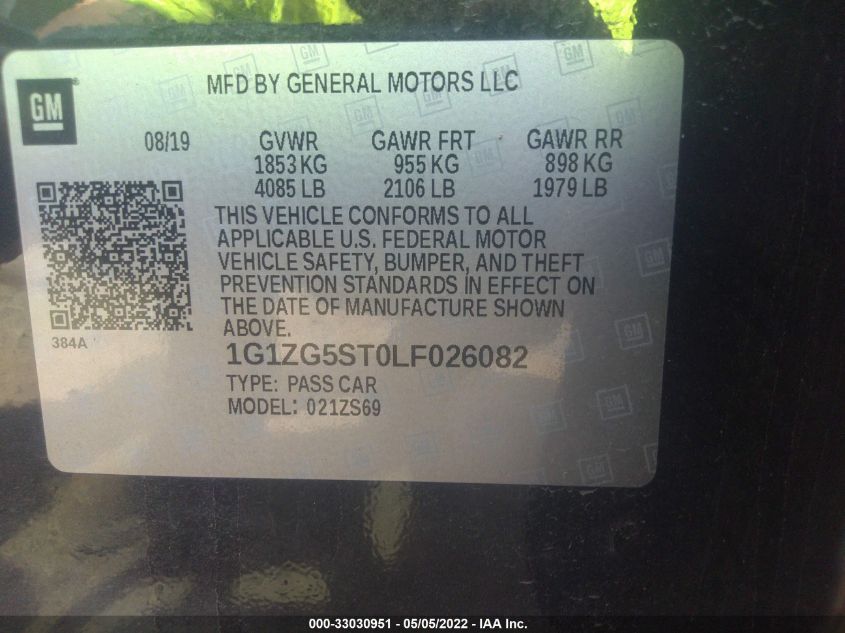 GM
MFD BY GENERAL MOTORS LLC
08/19 GVWR GAWR FRT GAWR RR
1853 KG 955 KG 898 KG
4085 LB 2106 LB 1979 LB
THIS VEHICLE CONFORMS TO ALL
APPLICABLE U.S. FEDERAL MOTOR
VEHICLE SAFETY, BUMPER, AND THEFT
PREVENTION STANDARDS IN EFFECT ON
THE DATE OF MANUFACTURE SHOWN
ABOVE.
384A
1G1ZG5ST0LF026082
TYPE: PASS CAR
MODEL: 021ZS69
000-33030951 - 05/05/2022 - IAA Inc.